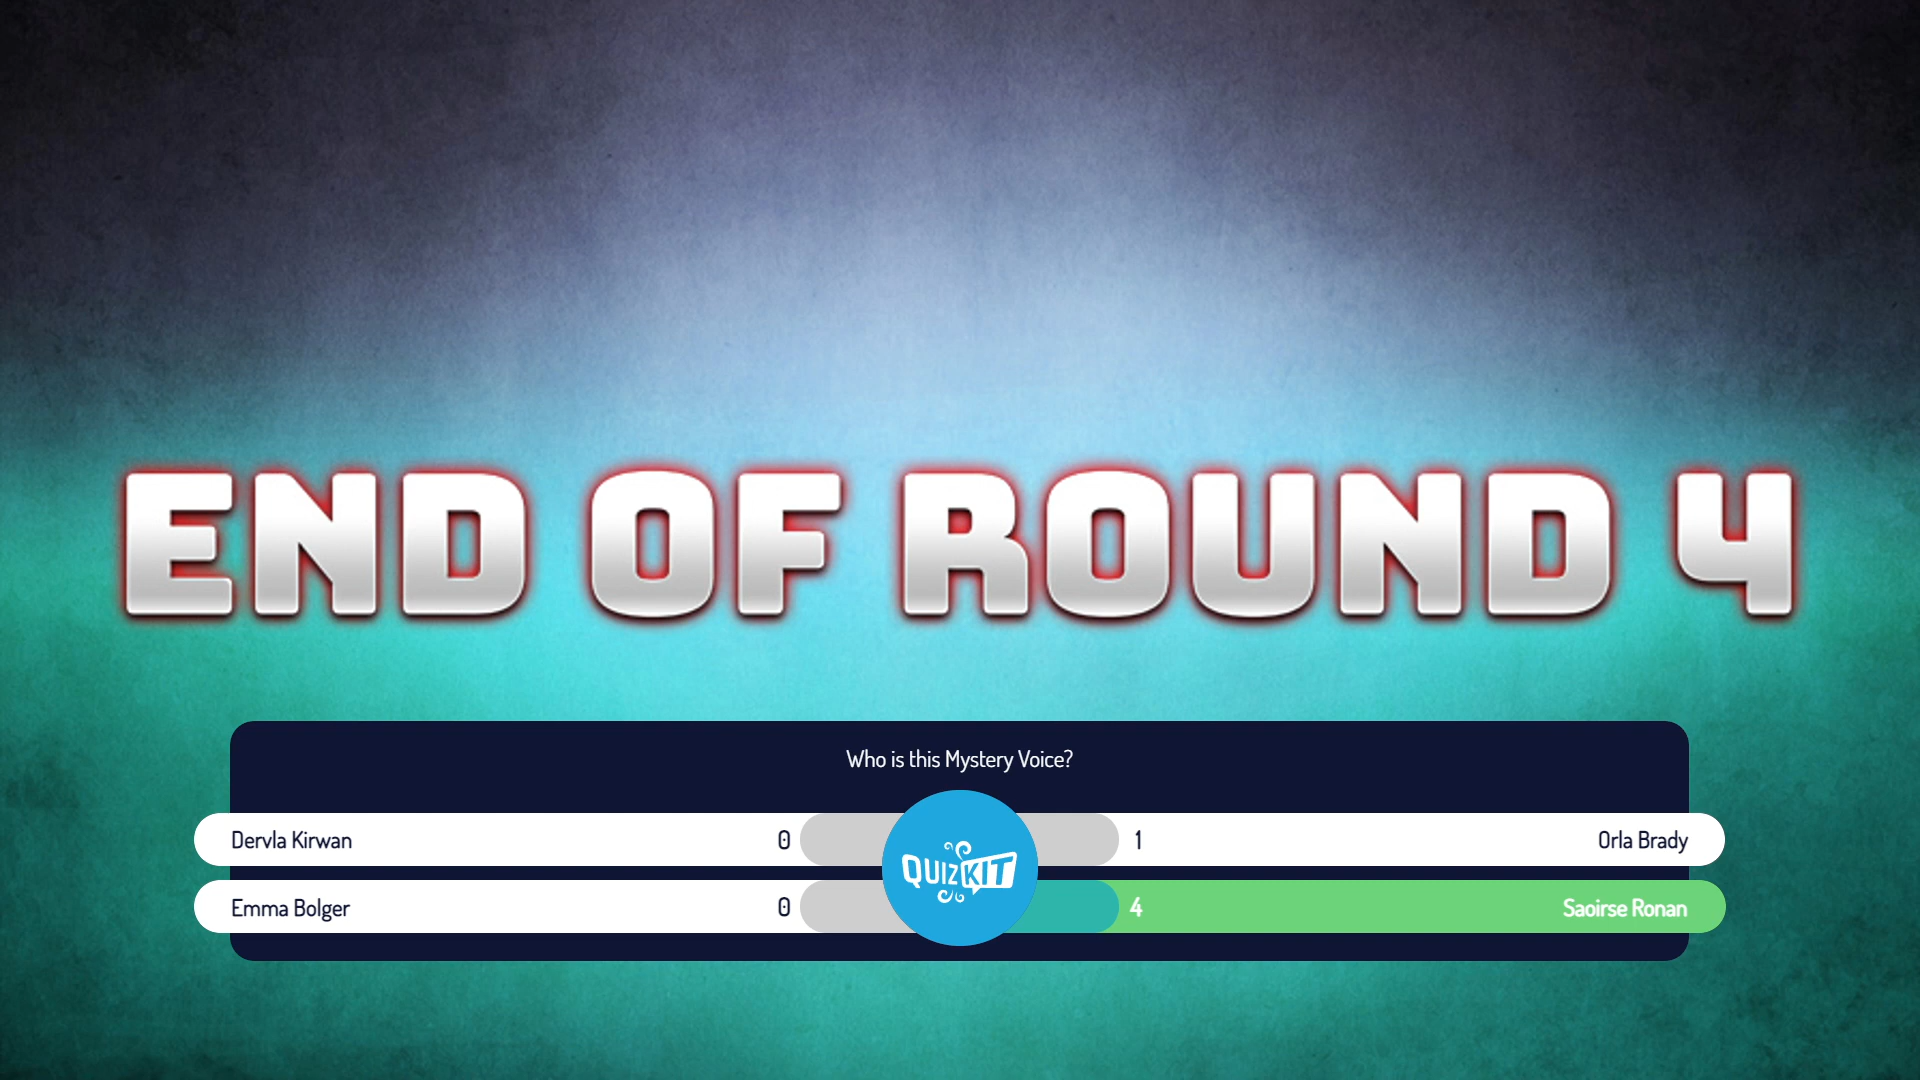 END OF ROUND 4
Who is this Mystery Voice?
Dervla Kirwan 0 1 Orla Brady
QUIZKIT
Emma Bolger 0 4 Saoirse Ronan